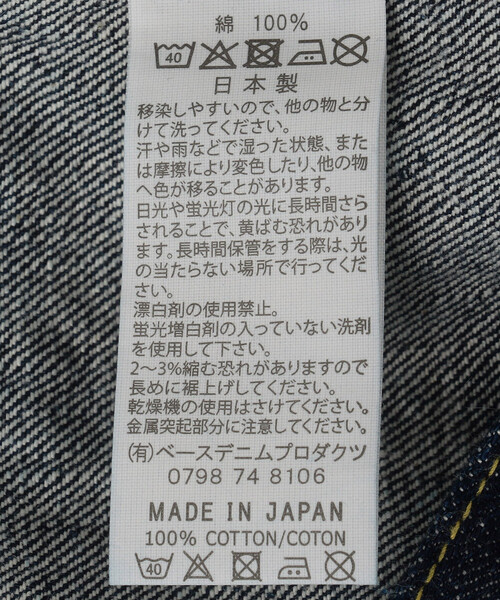 綿 100%
40
日本製
移染しやすいので、他の物と分
けて洗ってください。
汗や雨などで湿った状態、また
は摩擦により変色したり、他の物
へ色が移ることがあります。
日光や蛍光灯の光に長時間さら
されることで、黄ばむ恐れがあり
ます。長時間保管をする際は、光
の当たらない場所で行ってくだ
さい。
漂白剤の使用禁止。
蛍光増白剤の入っていない洗剤
を使用して下さい。
2〜3%縮む恐れがありますので
長めに裾上げしてください。
乾燥機の使用はさけてください。
金属突起部分に注意してください。
(有)ベースデニムプロダクツ
0798 74 8106
MADE IN JAPAN
100% COTTON/COTON
40